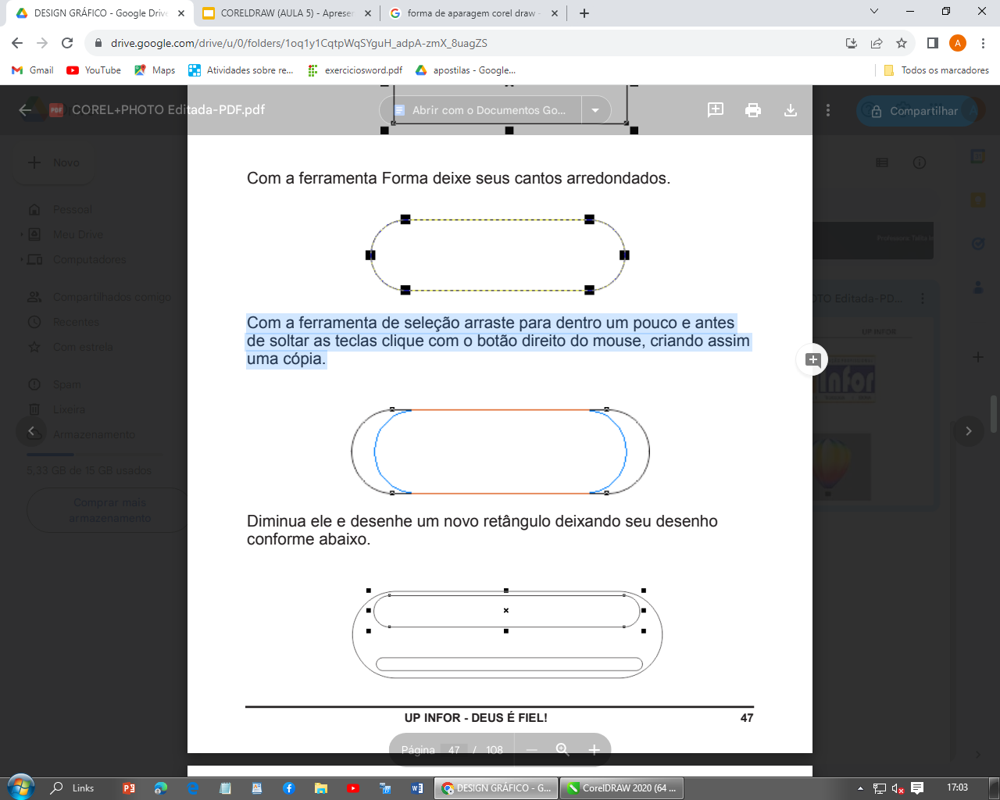 DESIGN GRÁFICO - Google Drive
CORELDRAW (AULA 5) - Apresen
forma de aparagem corel draw -
drive.google.com/drive/u/0/folders/1oq1y1CqtpWqSYguH_adpA-zmX_8uagZS
A
Gmail
YouTube
Maps
Atividades sobre re...
exerciciosword.pdf
apostilas - Google...
Todos os marcadores
PDF
COREL+PHOTO Editada-PDF.pdf
Abrir com o Documentos Go...
Compartilhar
Novo
Pessoal
Meu Drive
Computadores
Compartilhados comigo
Recentes
Com estrela
Spam
Lixeira
Armazenamento
5,33 GB de 15 GB usados
Comprar mais
armazenamento
OTO Editada-PD...
UP INFOR
Infor
Com a ferramenta Forma deixe seus cantos arredondados.
Com a ferramenta de seleção arraste para dentro um pouco e antes
de soltar as teclas clique com o botão direito do mouse, criando assim
uma cópia.
Diminua ele e desenhe um novo retângulo deixando seu desenho
conforme abaixo.
UP INFOR - DEUS É FIEL!
47
Página 47 / 108
Links
DESIGN GRÁFICO - G...
CorelDRAW 2020 (64 ...
17:03